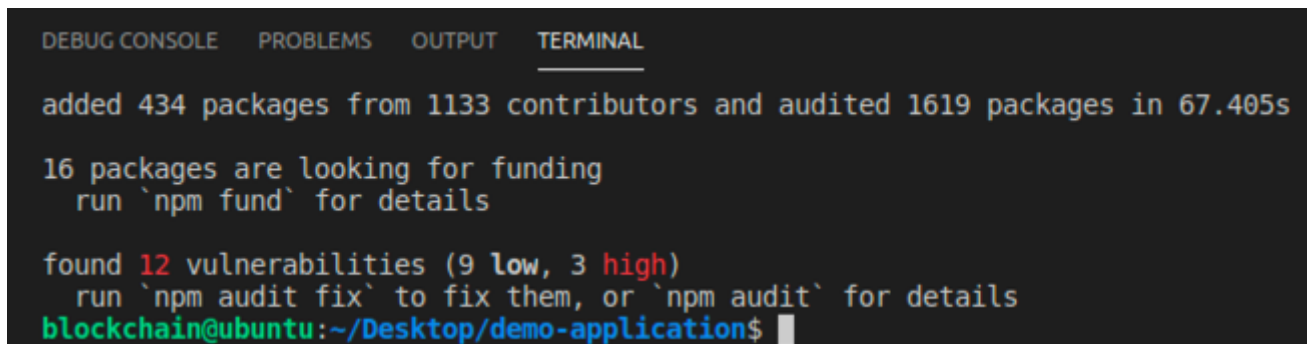 DEBUG CONSOLE PROBLEMS OUTPUT TERMINAL
added 434 packages from 1133 contributors and audited 1619 packages in 67.405s
16 packages are looking for funding
  run `npm fund` for details
found 12 vulnerabilities (9 low, 3 high)
  run `npm audit fix` to fix them, or `npm audit` for details
blockchain@ubuntu:~/Desktop/demo-application$